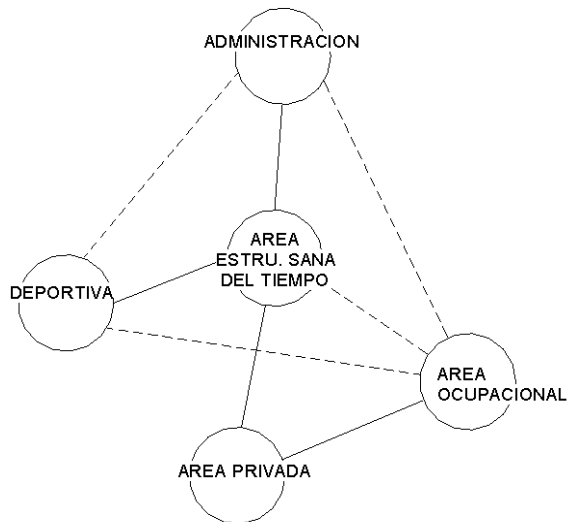 ADMINISTRACION
AREA
ESTRU. SANA
DEL TIEMPO
DEPORTIVA
AREA
OCUPACIONAL
AREA PRIVADA